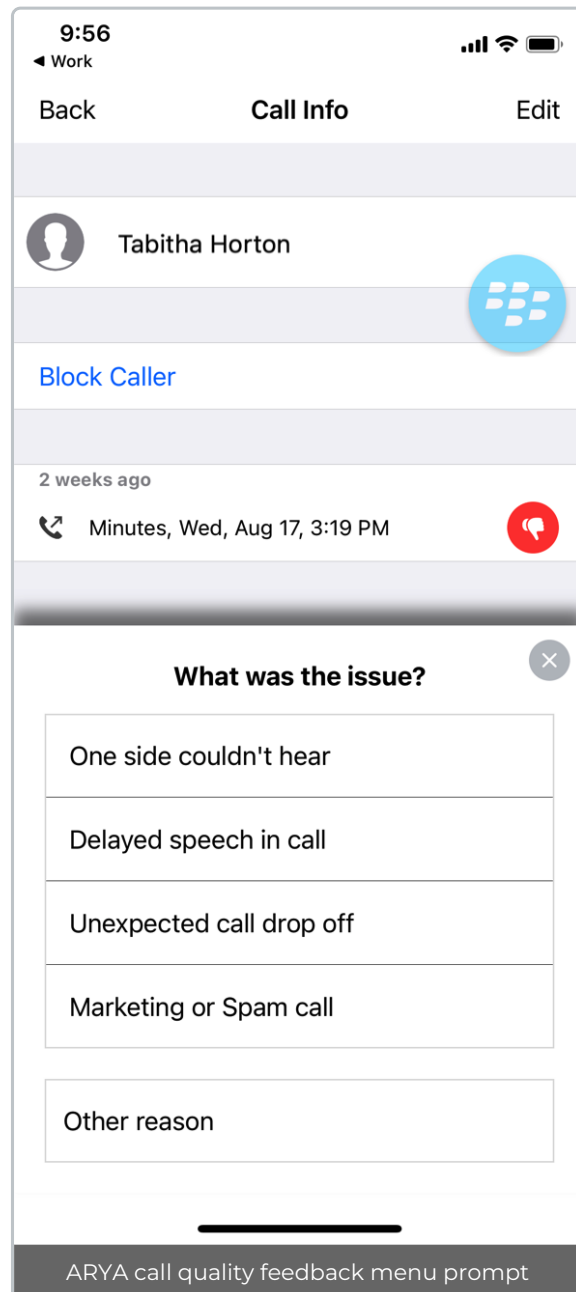 9:56
◀ Work
Back Call Info Edit
Tabitha Horton
Block Caller
2 weeks ago
Minutes, Wed, Aug 17, 3:19 PM
What was the issue?
One side couldn't hear
Delayed speech in call
Unexpected call drop off
Marketing or Spam call
Other reason
ARYA call quality feedback menu prompt